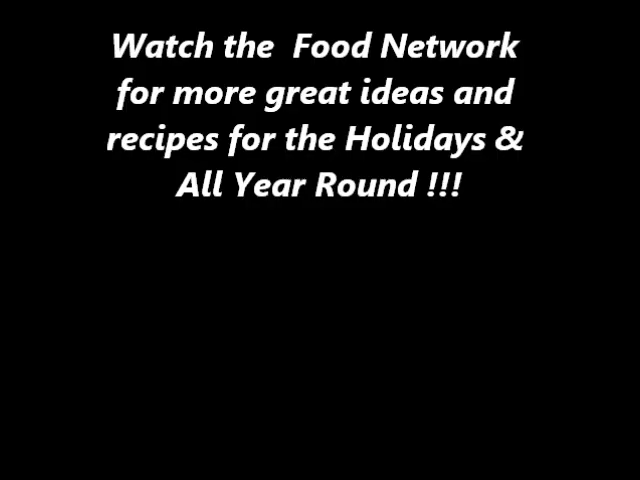 Watch the  Food Network
for more great ideas and
recipes for the Holidays &
All Year Round !!!